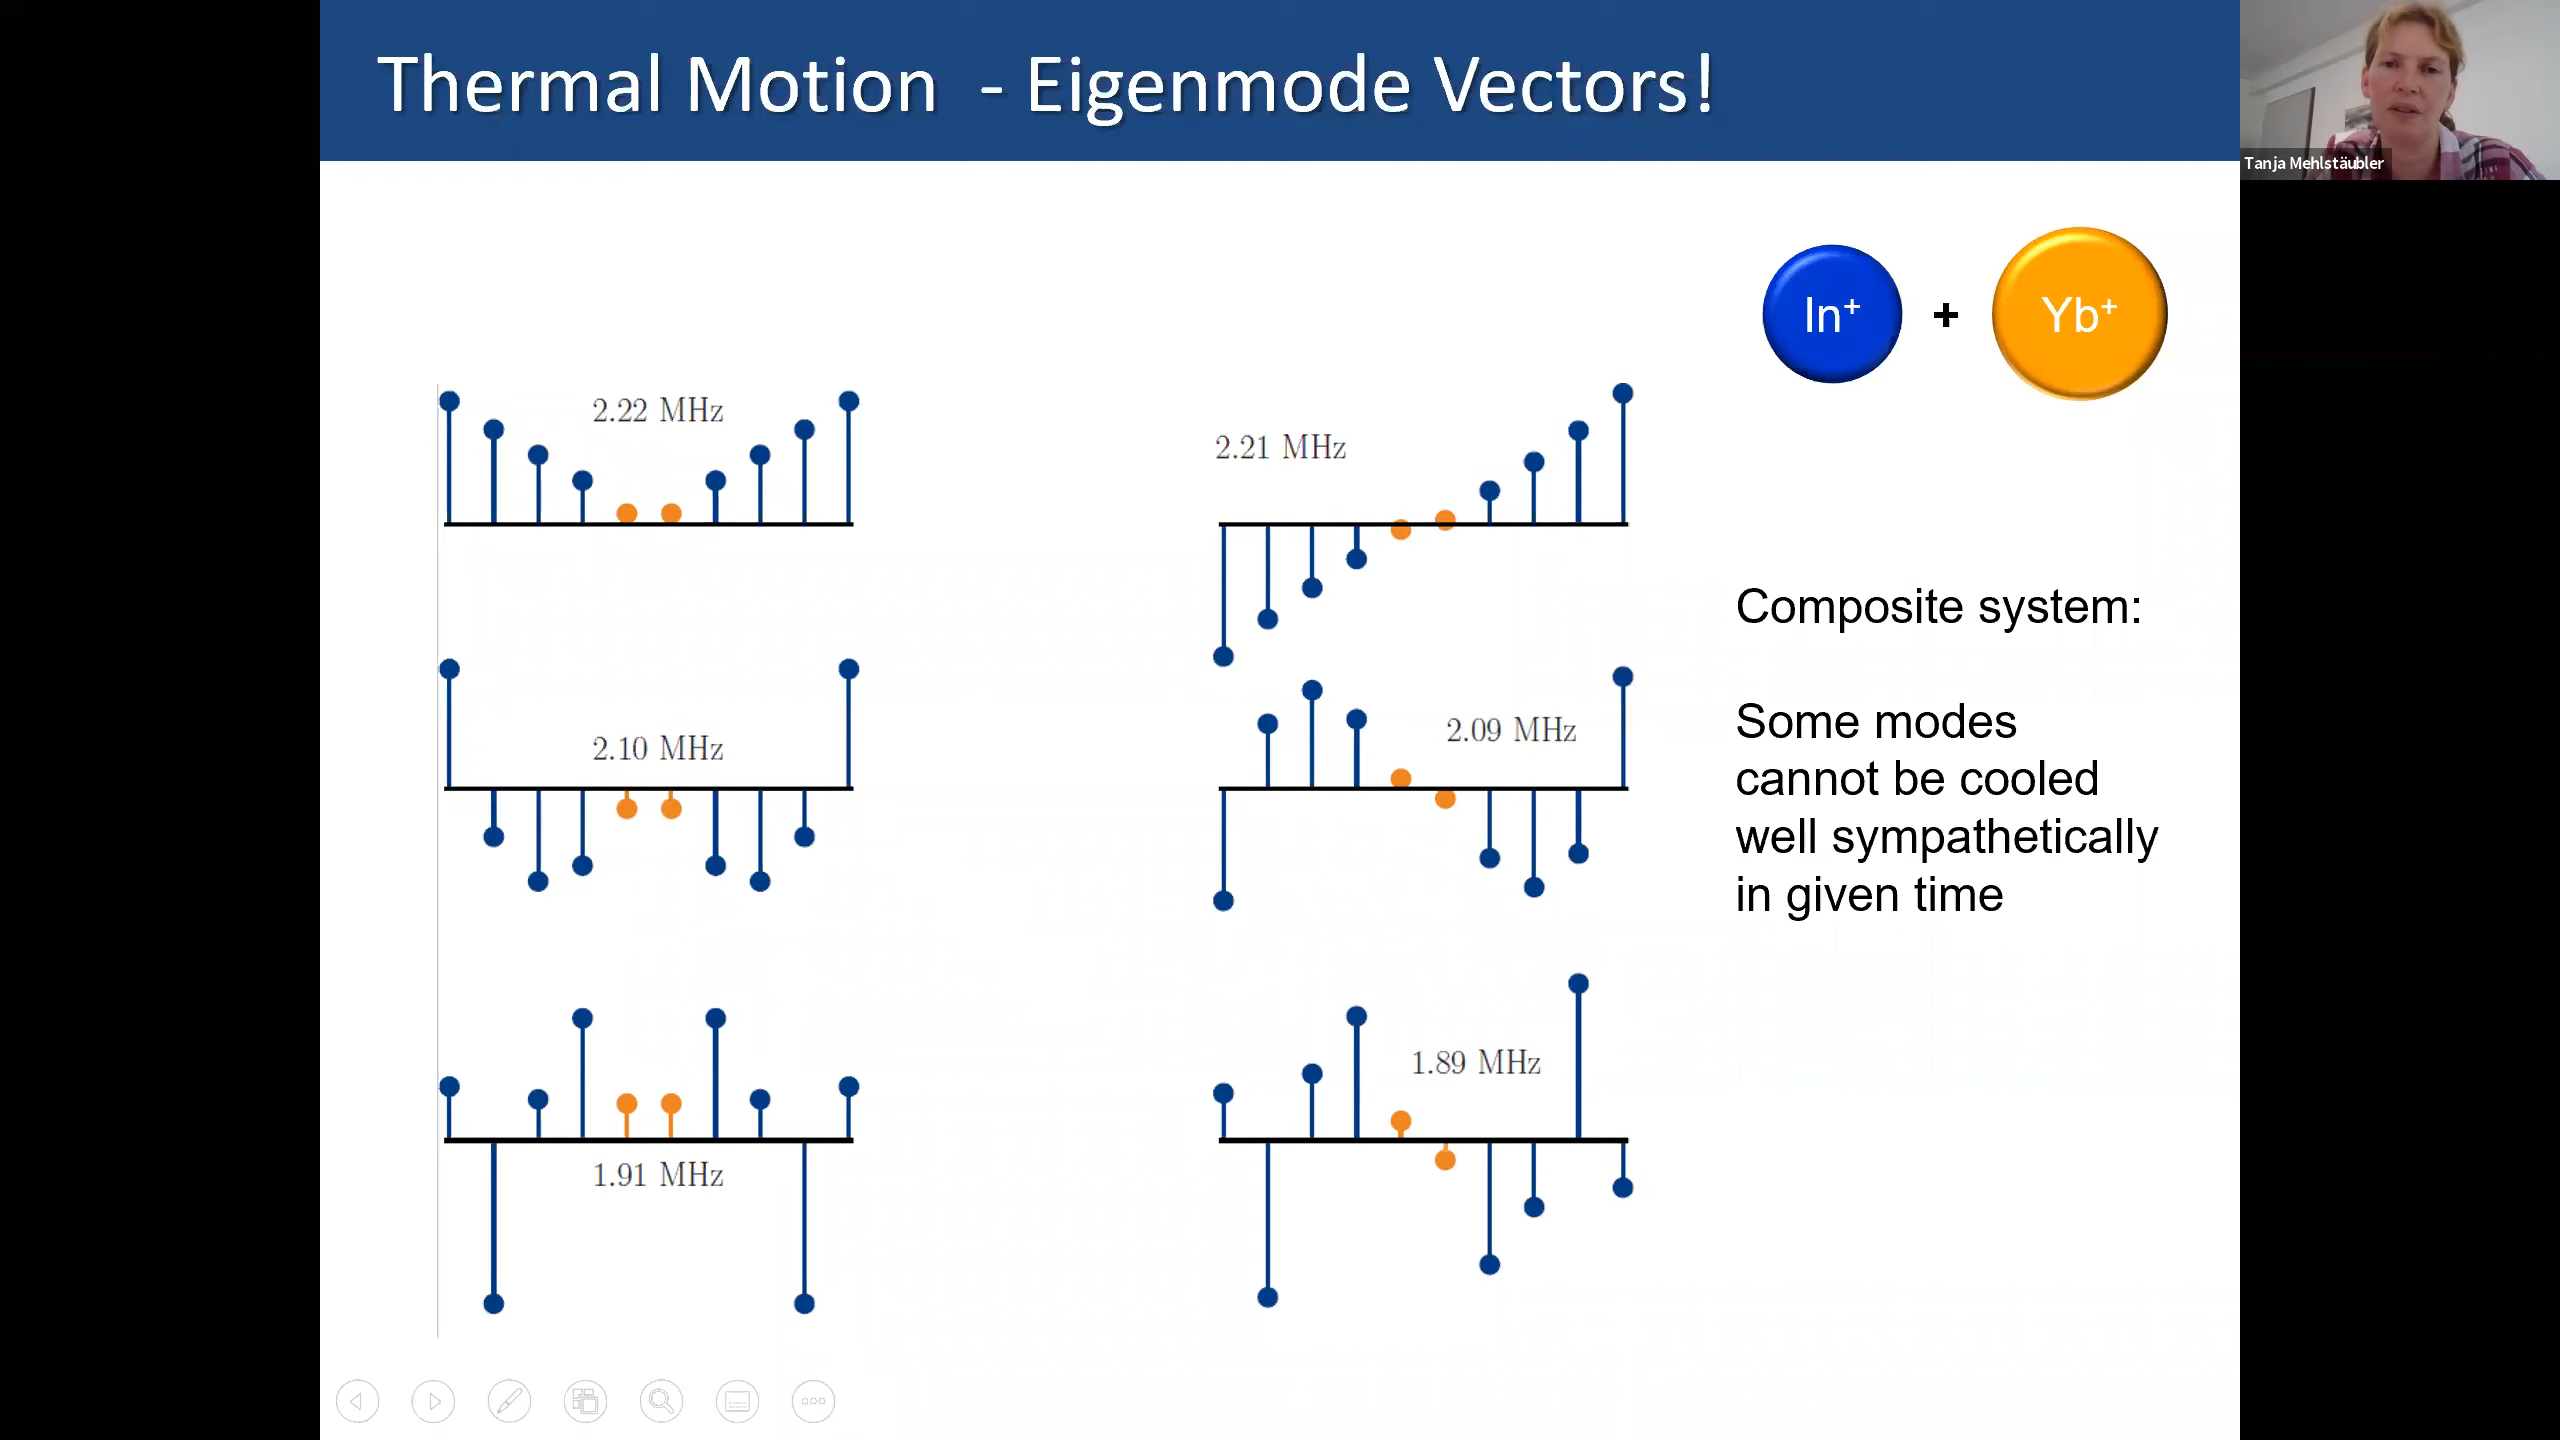 Thermal Motion - Eigenmode Vectors!
Tanja Mehlstäubler
In⁺ + Yb⁺
2.22 MHz
2.21 MHz
2.10 MHz
2.09 MHz
1.91 MHz
1.89 MHz
Composite system:
Some modes
cannot be cooled
well sympathetically
in given time